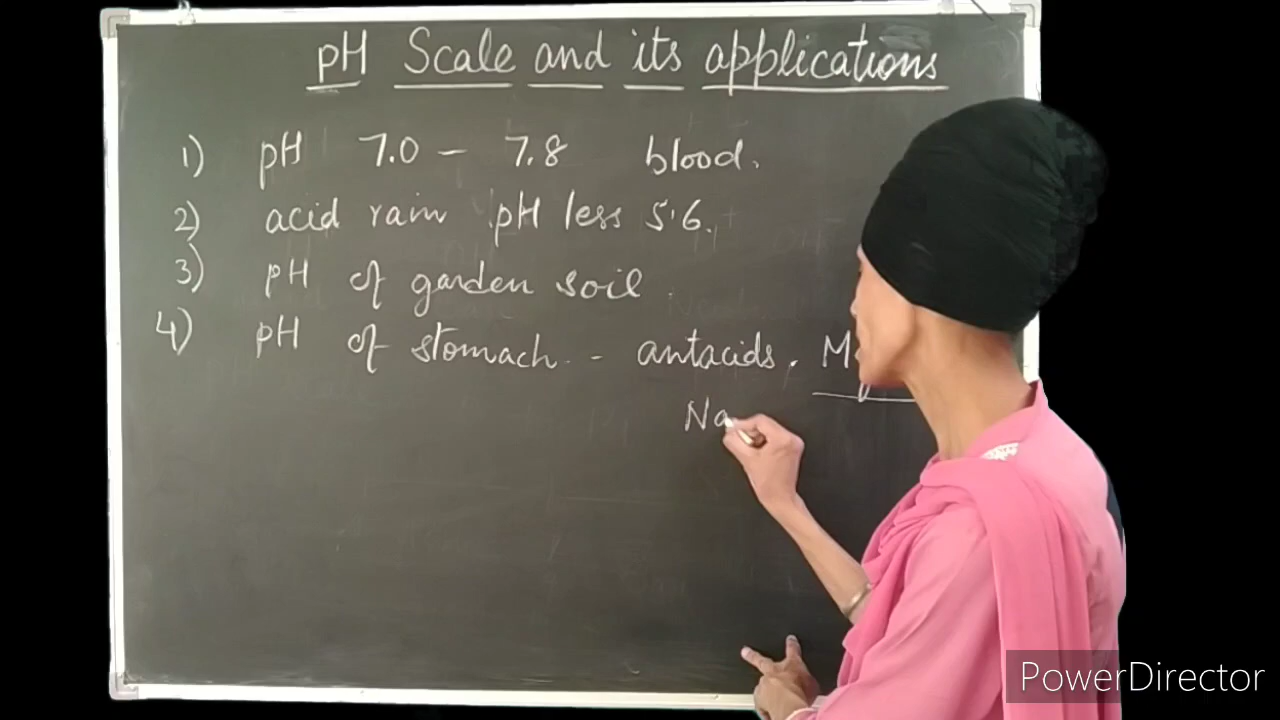 pH Scale and its applications
1) pH 7.0 - 7.8 blood.
2) acid rain pH less 5.6.
3) pH of garden soil.
4) pH of stomach - antacids. M
Na
PowerDirector